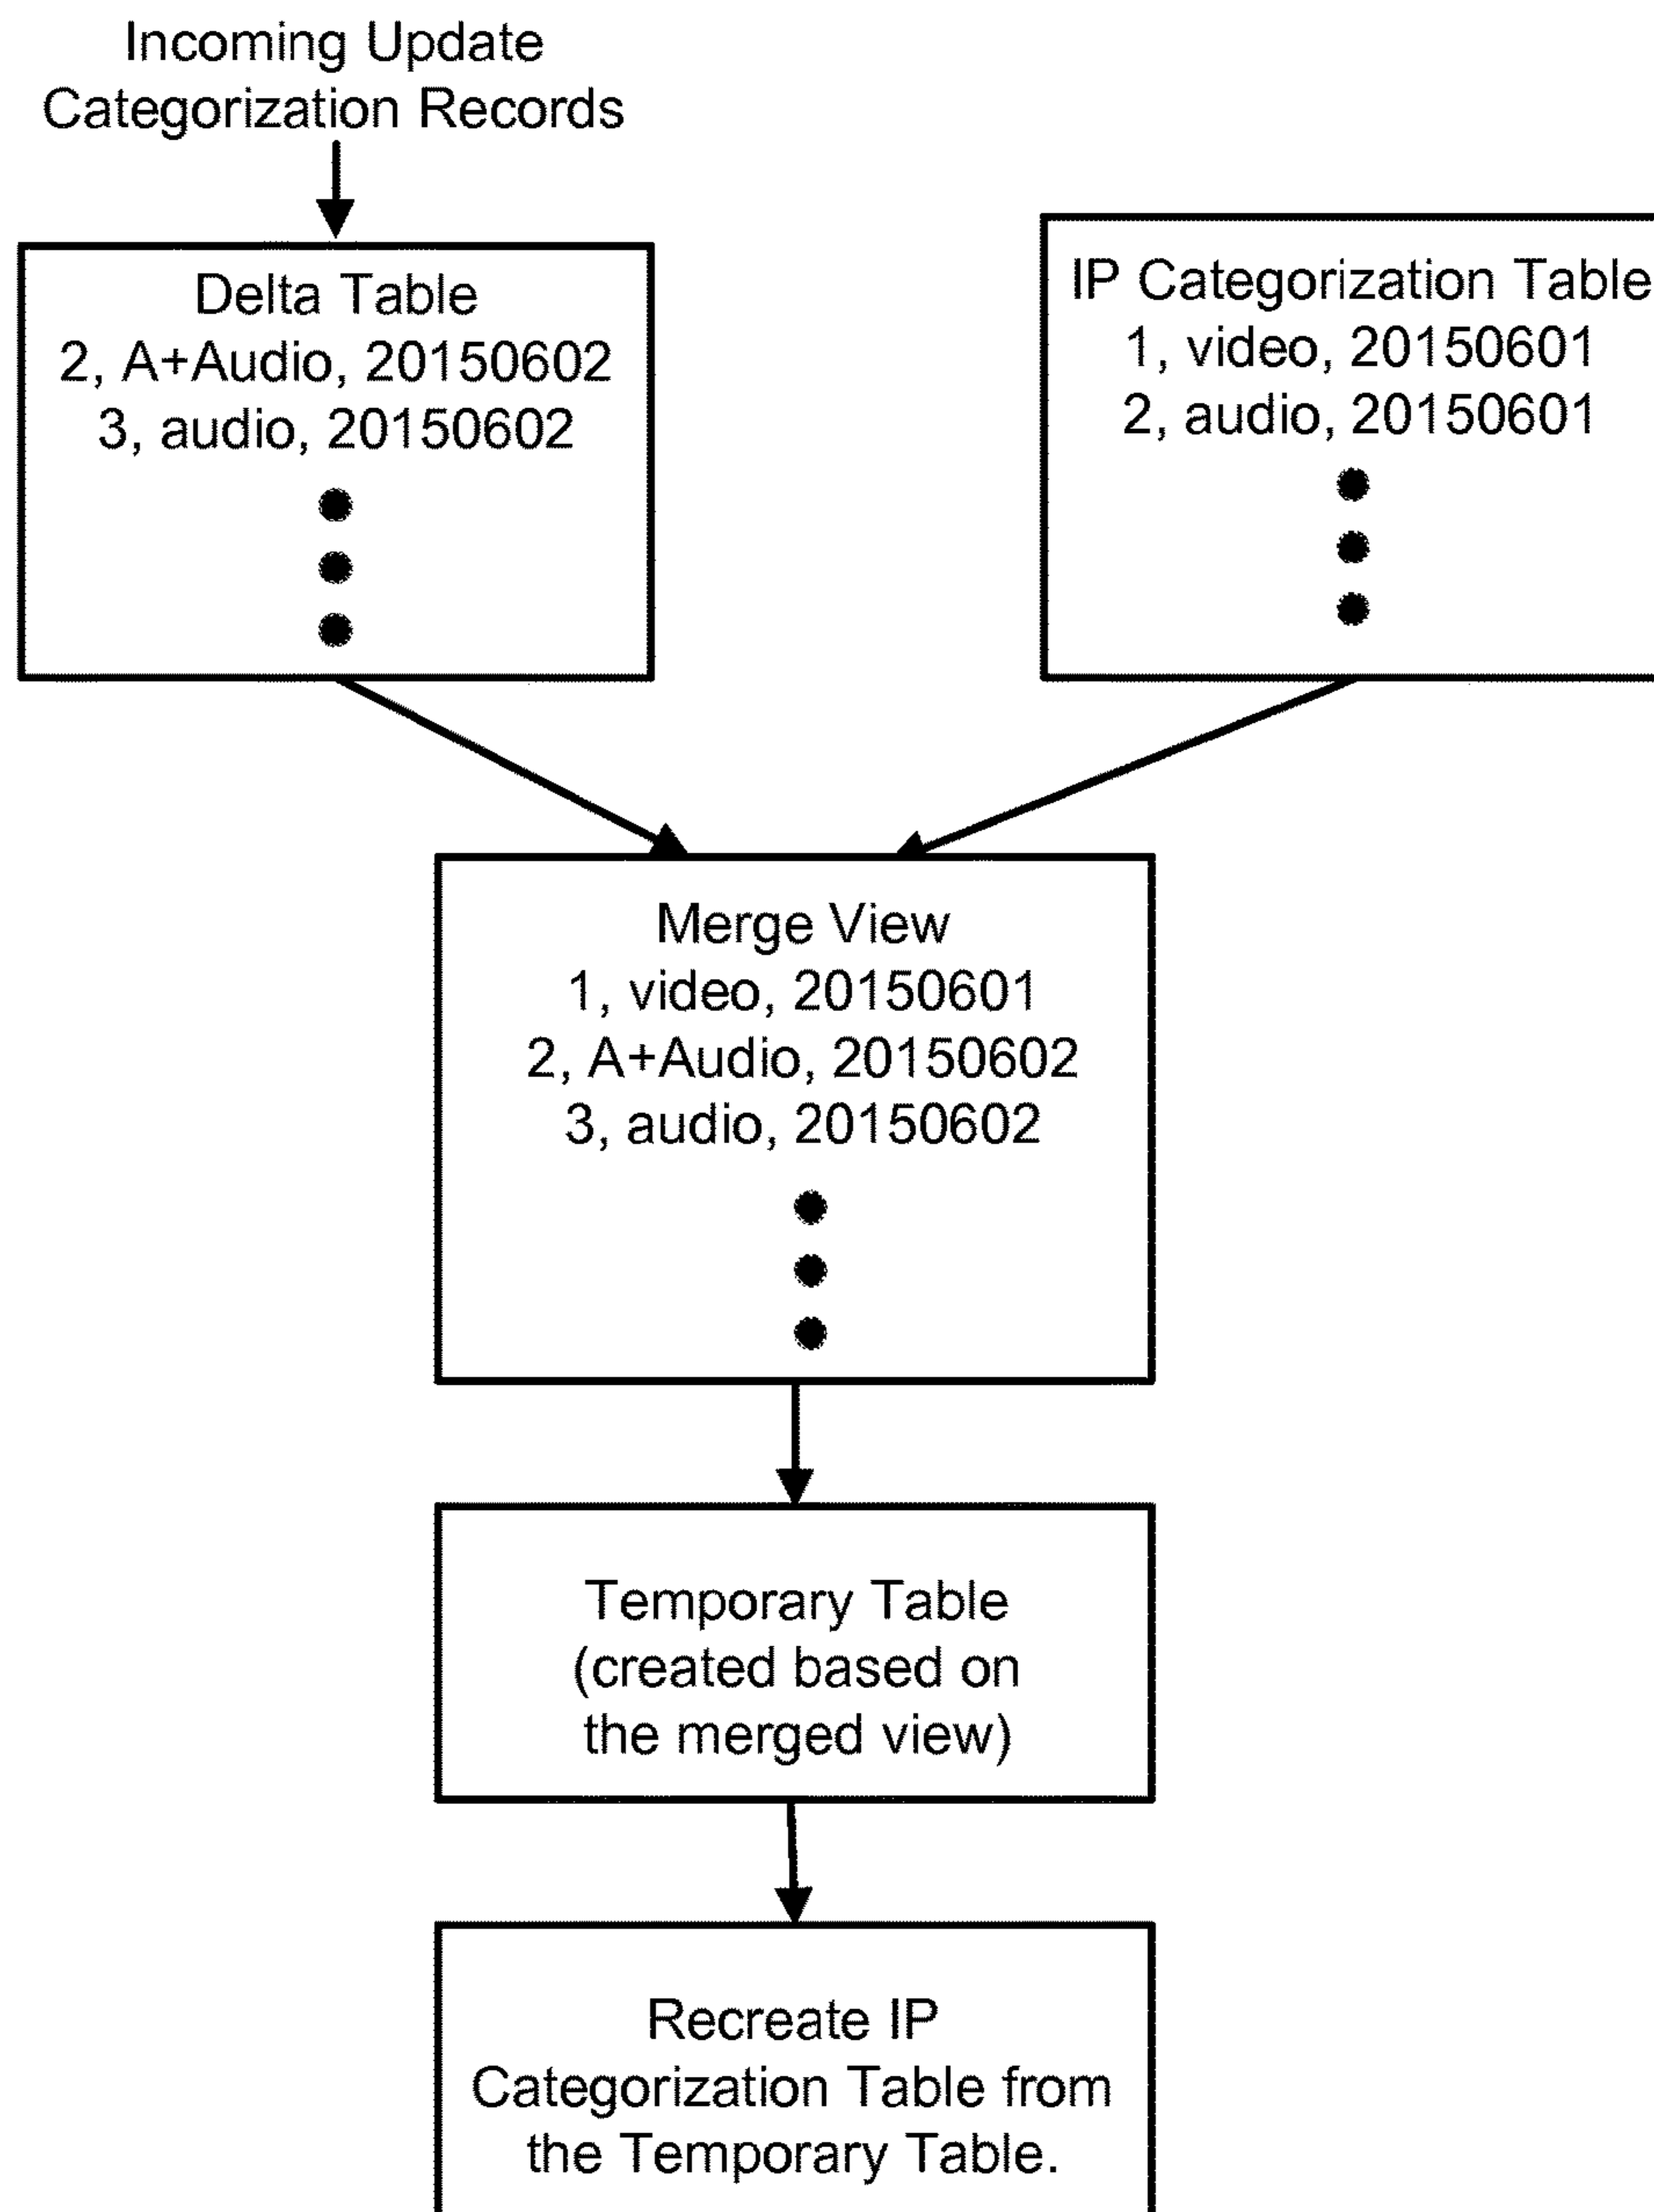 Incoming Update
Categorization Records
Delta Table
2, A+Audio, 20150602
3, audio, 20150602
IP Categorization Table
1, video, 20150601
2, audio, 20150601
Merge View
1, video, 20150601
2, A+Audio, 20150602
3, audio, 20150602
Temporary Table
(created based on
the merged view)
Recreate IP
Categorization Table from
the Temporary Table.